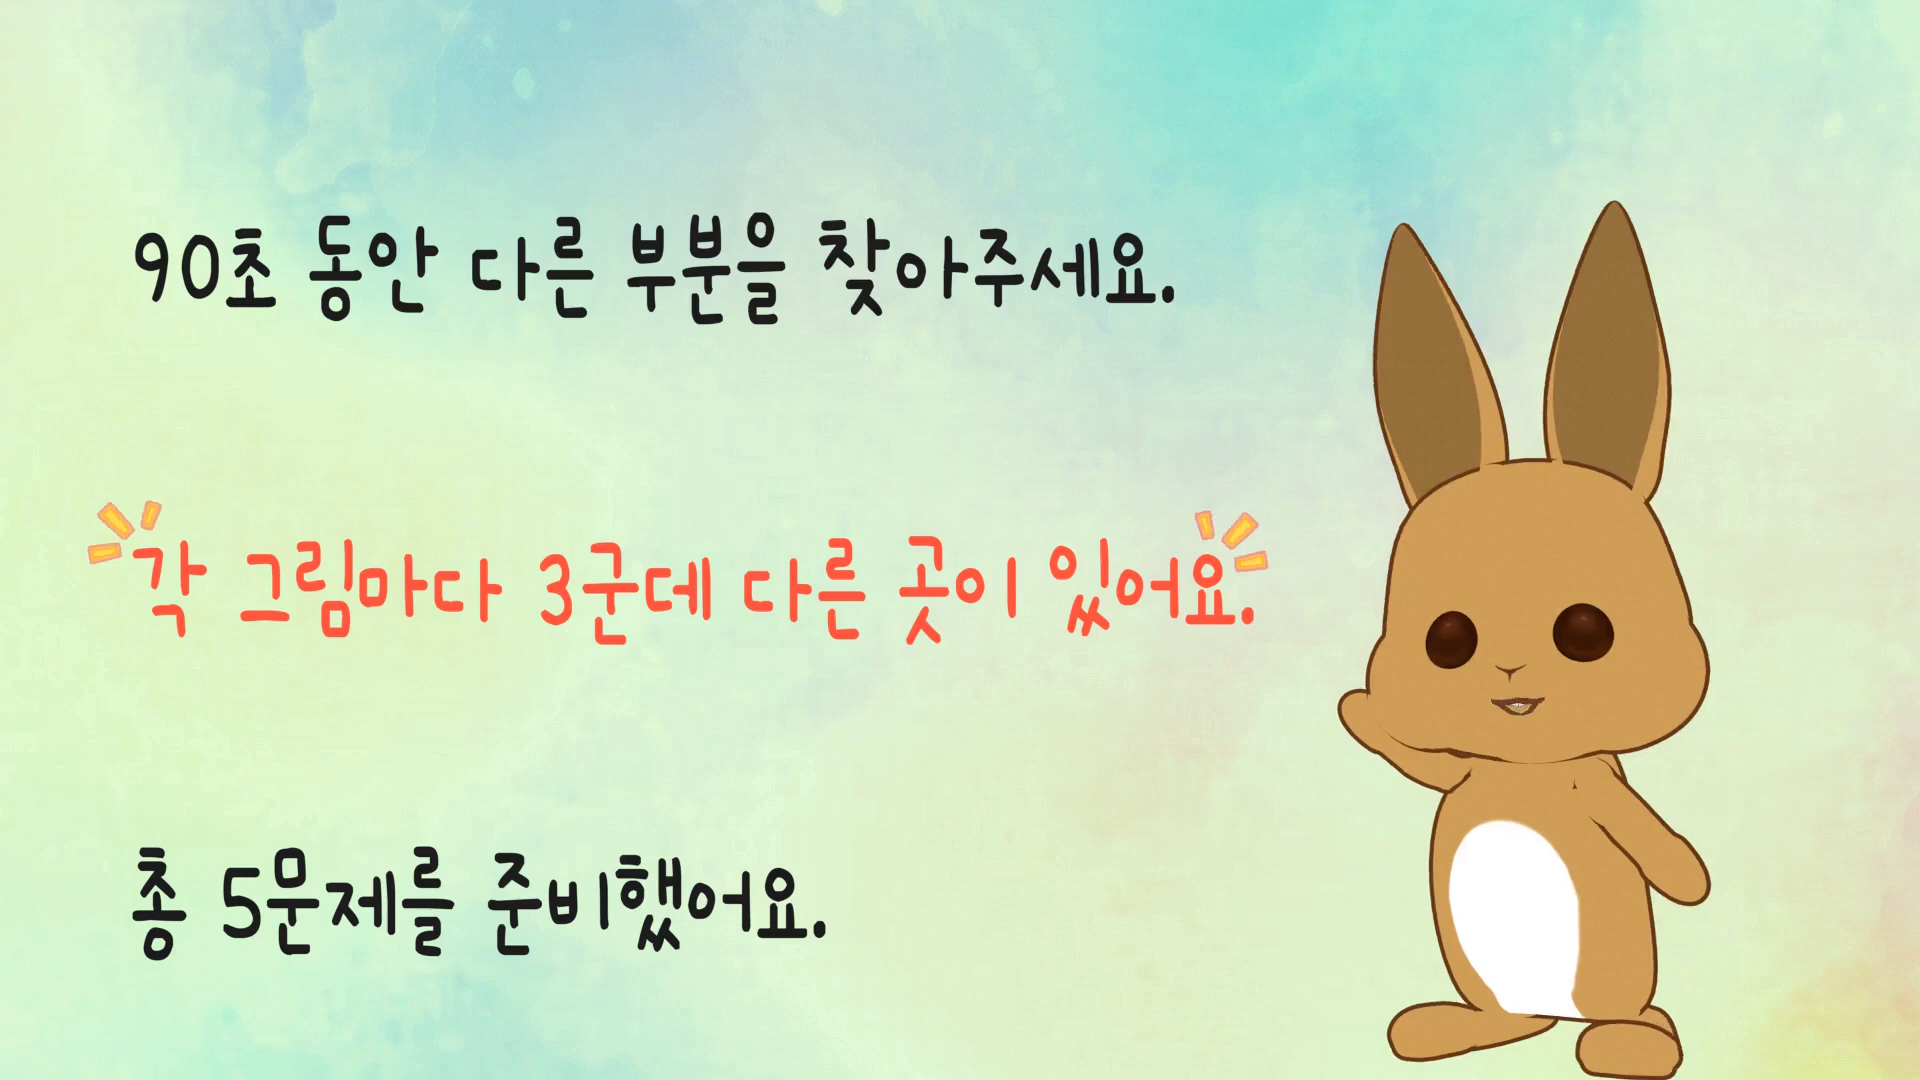 90초 동안 다른 부분을 찾아주세요.
각 그림마다 3군데 다른 곳이 있어요.
총 5문제를 준비했어요.